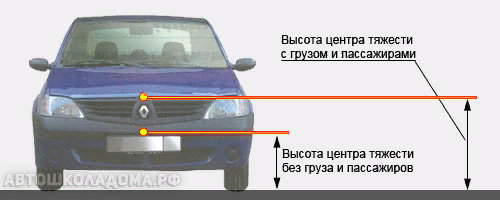 Высота центра тяжести
с грузом и пассажирами
Высота центра тяжести
без груза и пассажиров
АВТОШКОЛАДОМА.РФ